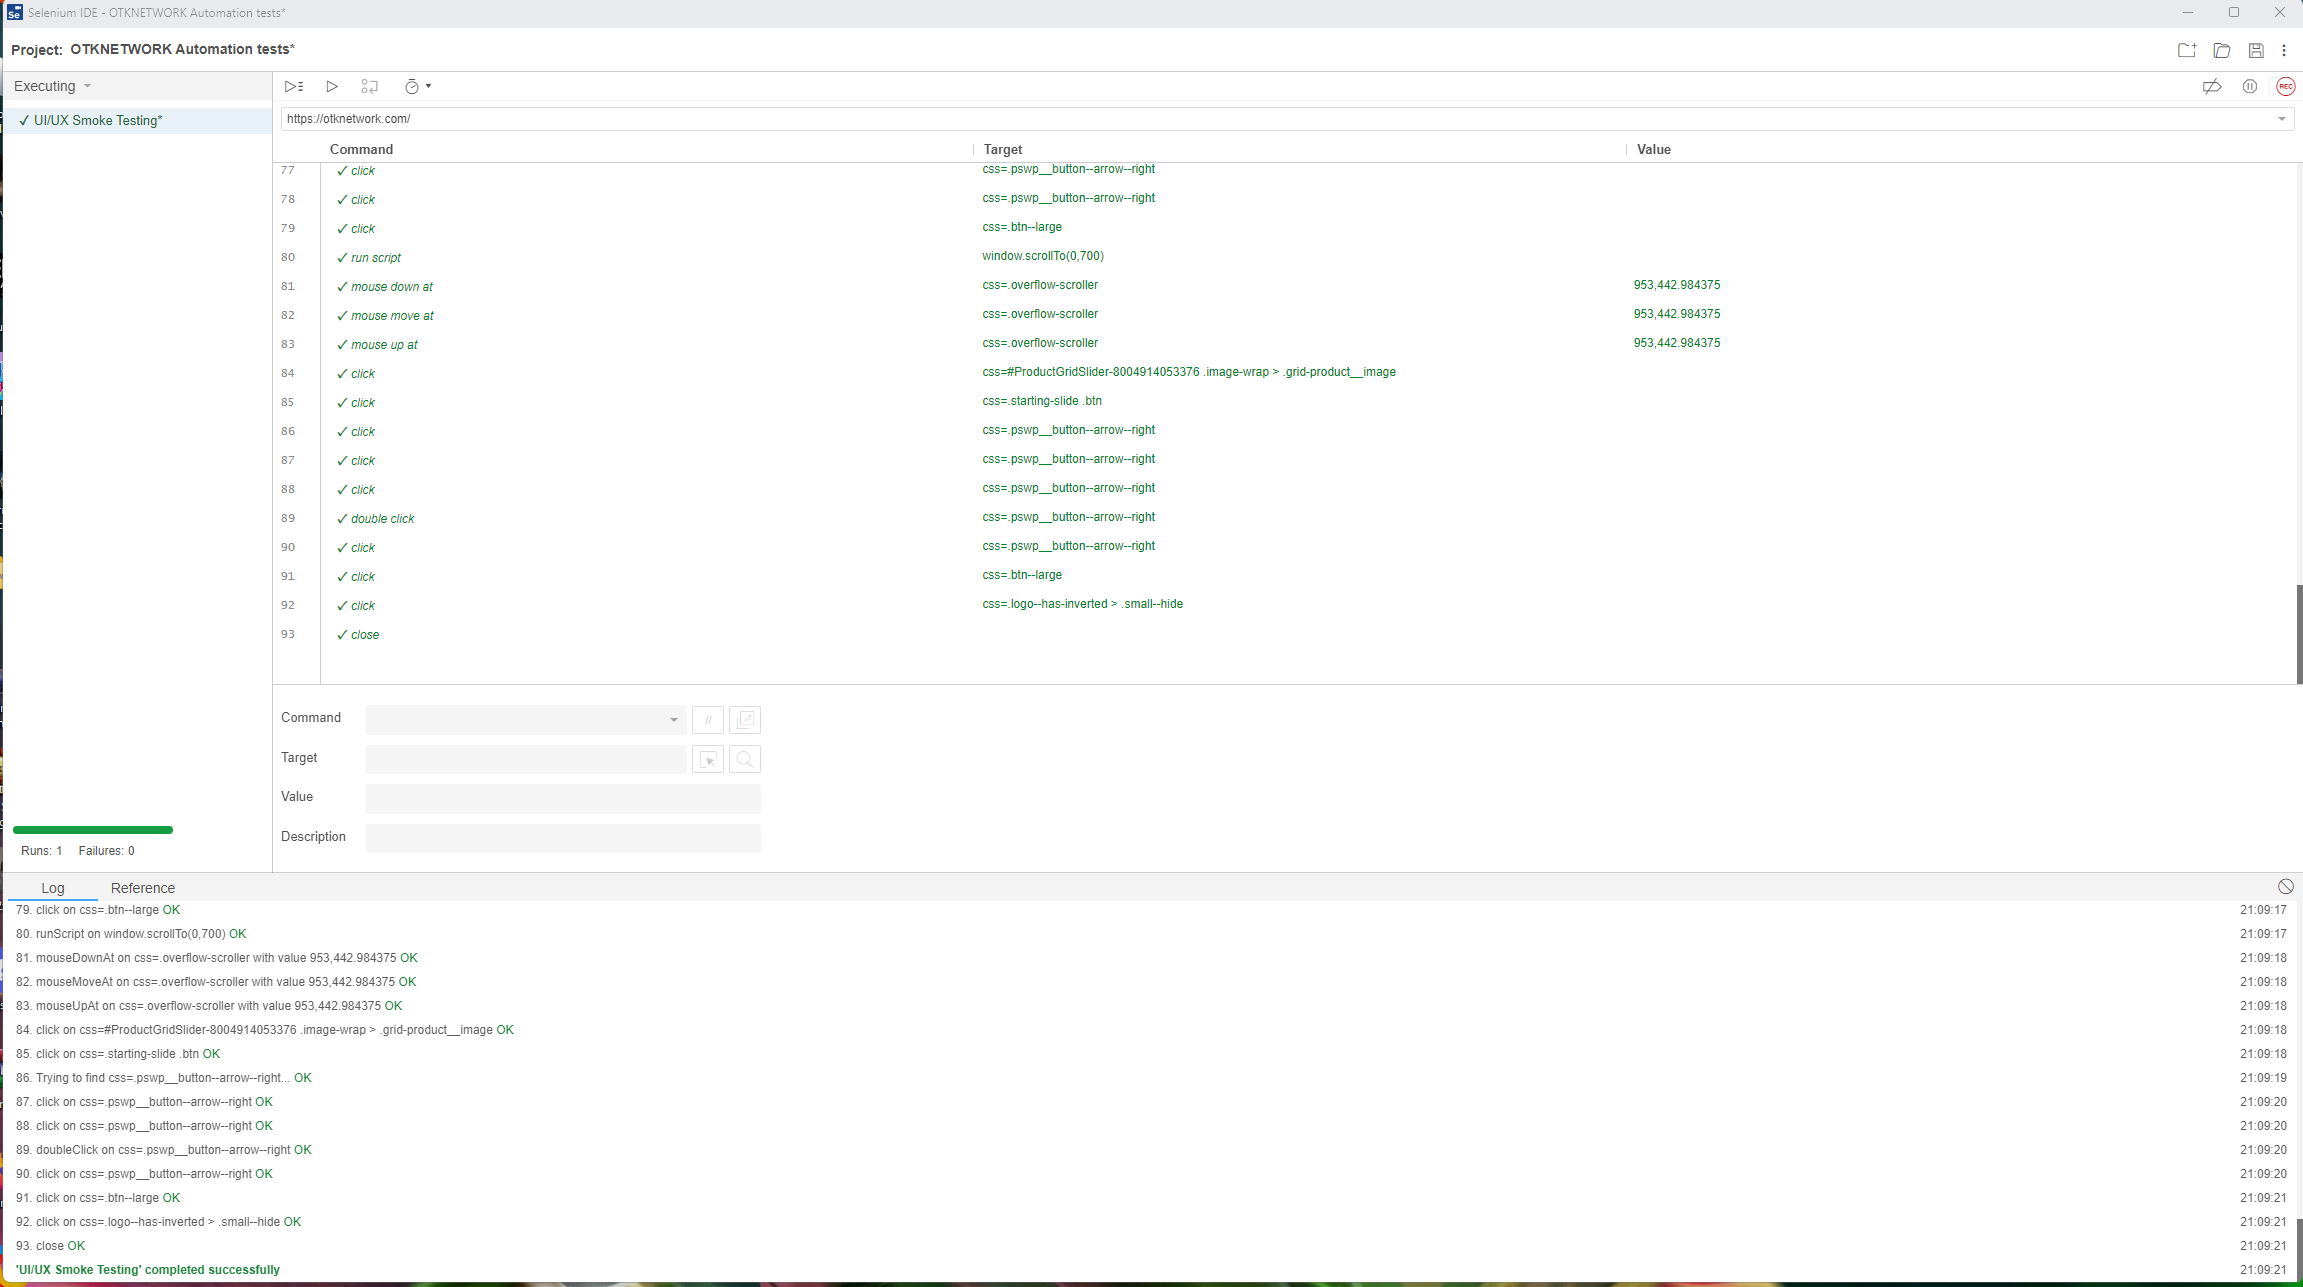 Selenium IDE - OTKNETWORK Automation tests*
Project: OTKNETWORK Automation tests*
Executing
✓ UI/UX Smoke Testing*
REC
https://otknetwork.com/
Command Target Value
77 ✓ click css=.pswp__button--arrow--right
78 ✓ click css=.pswp__button--arrow--right
79 ✓ click css=.btn--large
80 ✓ run script window.scrollTo(0,700)
81 ✓ mouse down at css=.overflow-scroller 953,442.984375
82 ✓ mouse move at css=.overflow-scroller 953,442.984375
83 ✓ mouse up at css=.overflow-scroller 953,442.984375
84 ✓ click css=#ProductGridSlider-8004914053376 .image-wrap > .grid-product__image
85 ✓ click css=.starting-slide .btn
86 ✓ click css=.pswp__button--arrow--right
87 ✓ click css=.pswp__button--arrow--right
88 ✓ click css=.pswp__button--arrow--right
89 ✓ double click css=.pswp__button--arrow--right
90 ✓ click css=.pswp__button--arrow--right
91 ✓ click css=.btn--large
92 ✓ click css=.logo--has-inverted > .small--hide
93 ✓ close
Command //
Target
Value
Description
Runs: 1 Failures: 0
Log Reference
79. click on css=.btn--large OK 21:09:17
80. runScript on window.scrollTo(0,700) OK 21:09:17
81. mouseDownAt on css=.overflow-scroller with value 953,442.984375 OK 21:09:18
82. mouseMoveAt on css=.overflow-scroller with value 953,442.984375 OK 21:09:18
83. mouseUpAt on css=.overflow-scroller with value 953,442.984375 OK 21:09:18
84. click on css=#ProductGridSlider-8004914053376 .image-wrap > .grid-product__image OK 21:09:18
85. click on css=.starting-slide .btn OK 21:09:18
86. Trying to find css=.pswp__button--arrow--right... OK 21:09:19
87. click on css=.pswp__button--arrow--right OK 21:09:20
88. click on css=.pswp__button--arrow--right OK 21:09:20
89. doubleClick on css=.pswp__button--arrow--right OK 21:09:20
90. click on css=.pswp__button--arrow--right OK 21:09:20
91. click on css=.btn--large OK 21:09:21
92. click on css=.logo--has-inverted > .small--hide OK 21:09:21
93. close OK 21:09:21
'UI/UX Smoke Testing' completed successfully 21:09:21